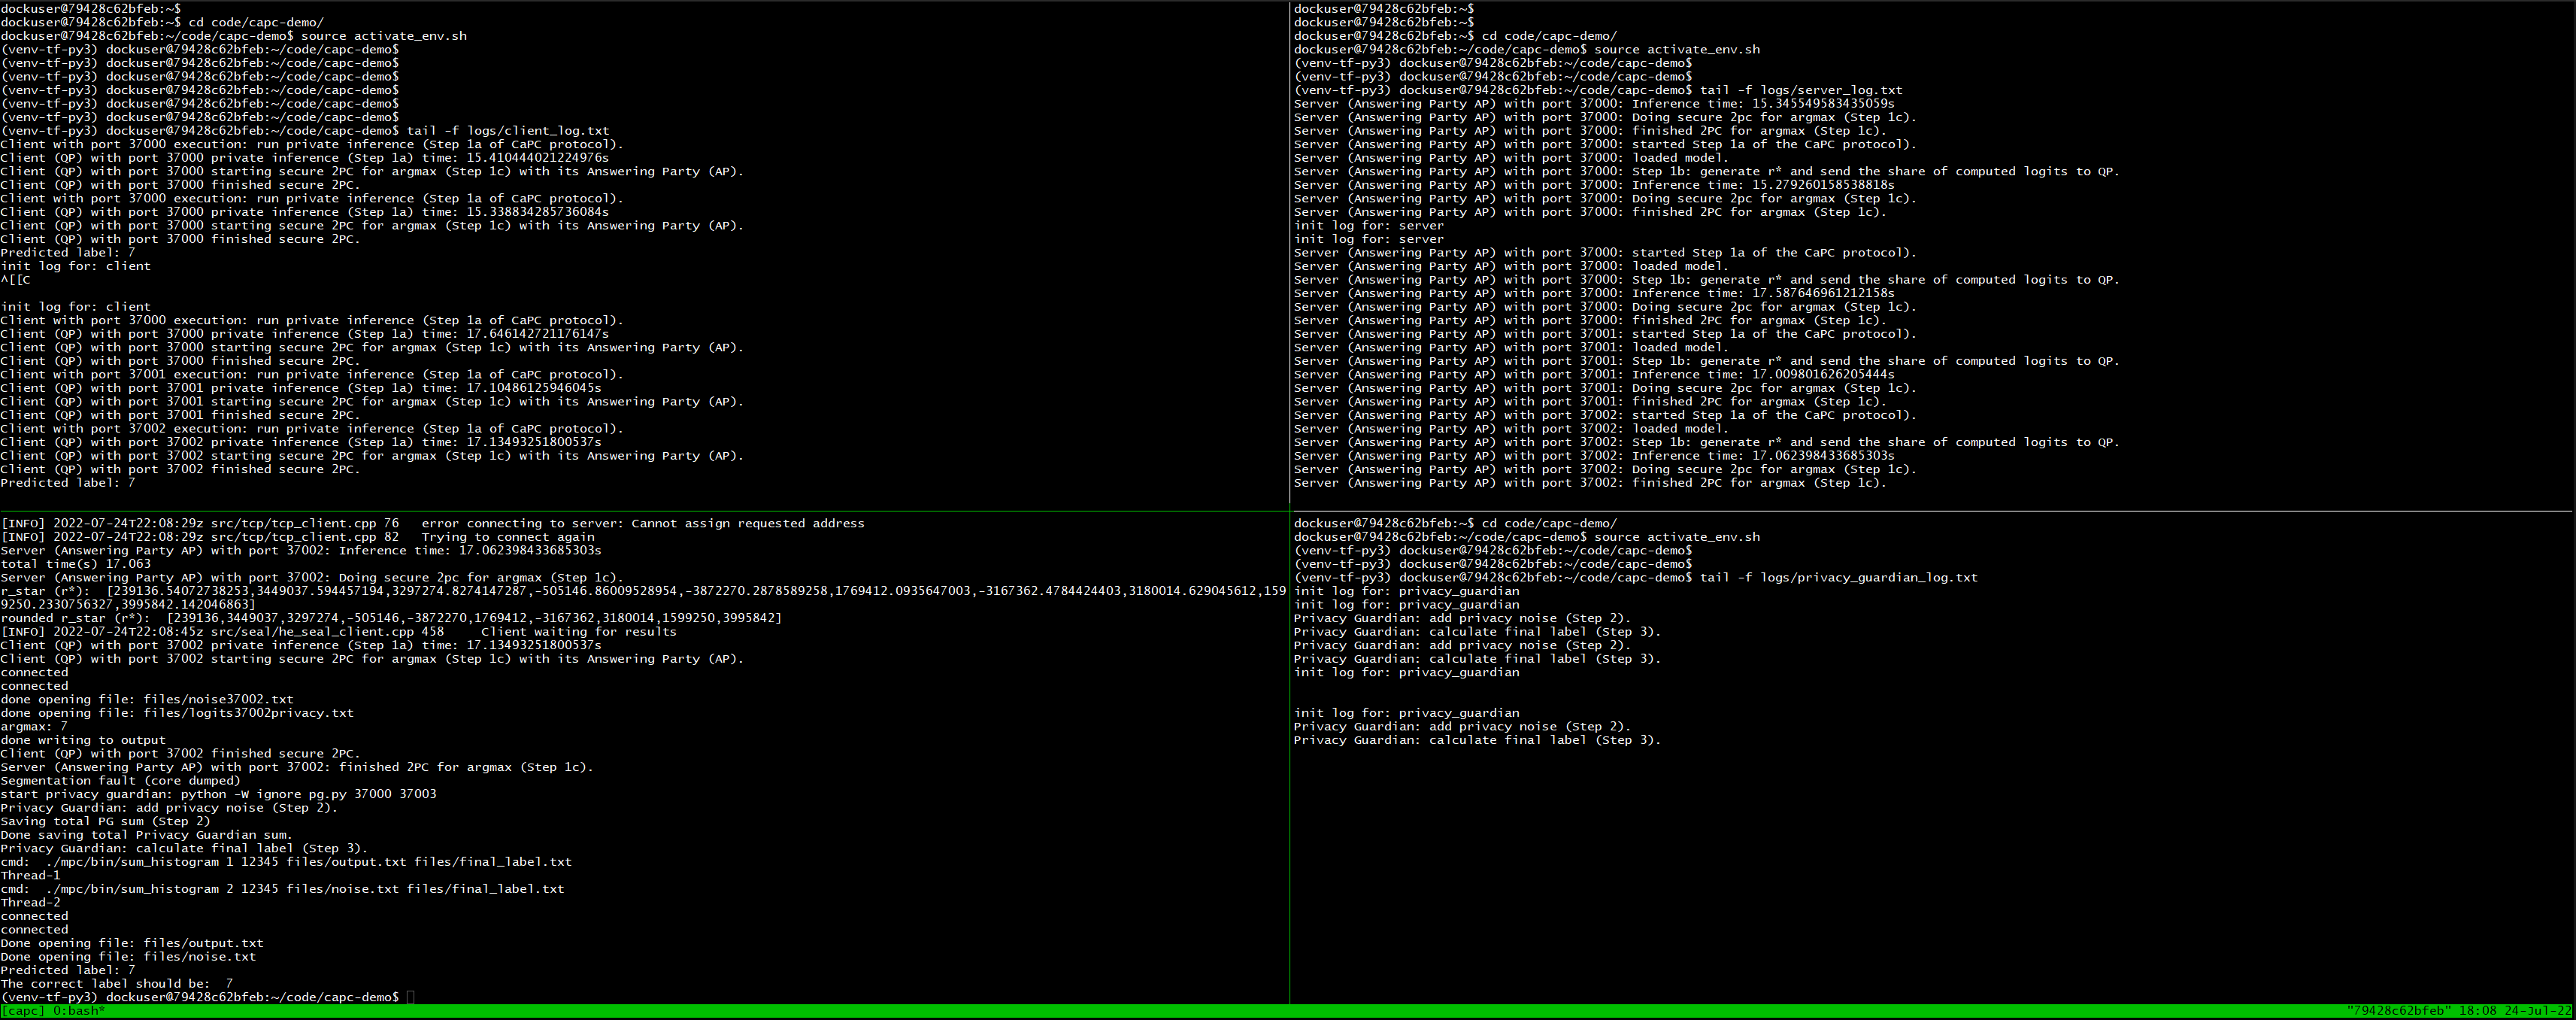 dockuser@79428c62bfeb:~$
dockuser@79428c62bfeb:~$ cd code/capc-demo/
dockuser@79428c62bfeb:~/code/capc-demo$ source activate_env.sh
(venv-tf-py3) dockuser@79428c62bfeb:~/code/capc-demo$
(venv-tf-py3) dockuser@79428c62bfeb:~/code/capc-demo$
(venv-tf-py3) dockuser@79428c62bfeb:~/code/capc-demo$
(venv-tf-py3) dockuser@79428c62bfeb:~/code/capc-demo$
(venv-tf-py3) dockuser@79428c62bfeb:~/code/capc-demo$
(venv-tf-py3) dockuser@79428c62bfeb:~/code/capc-demo$
(venv-tf-py3) dockuser@79428c62bfeb:~/code/capc-demo$ tail -f logs/client_log.txt
Client with port 37000 execution: run private inference (Step 1a of CaPC protocol).
Client (QP) with port 37000 private inference (Step 1a) time: 15.410444021224976s
Client (QP) with port 37000 starting secure 2PC for argmax (Step 1c) with its Answering Party (AP).
Client (QP) with port 37000 finished secure 2PC.
Client with port 37000 execution: run private inference (Step 1a of CaPC protocol).
Client (QP) with port 37000 private inference (Step 1a) time: 15.338834285736084s
Client (QP) with port 37000 starting secure 2PC for argmax (Step 1c) with its Answering Party (AP).
Client (QP) with port 37000 finished secure 2PC.
Predicted label: 7
init log for: client
^[[C
init log for: client
Client with port 37000 execution: run private inference (Step 1a of CaPC protocol).
Client (QP) with port 37000 private inference (Step 1a) time: 17.646142721176147s
Client (QP) with port 37000 starting secure 2PC for argmax (Step 1c) with its Answering Party (AP).
Client (QP) with port 37000 finished secure 2PC.
Client with port 37001 execution: run private inference (Step 1a of CaPC protocol).
Client (QP) with port 37001 private inference (Step 1a) time: 17.10486125946045s
Client (QP) with port 37001 starting secure 2PC for argmax (Step 1c) with its Answering Party (AP).
Client (QP) with port 37001 finished secure 2PC.
Client with port 37002 execution: run private inference (Step 1a of CaPC protocol).
Client (QP) with port 37002 private inference (Step 1a) time: 17.13493251800537s
Client (QP) with port 37002 starting secure 2PC for argmax (Step 1c) with its Answering Party (AP).
Client (QP) with port 37002 finished secure 2PC.
Predicted label: 7
dockuser@79428c62bfeb:~$
dockuser@79428c62bfeb:~$
dockuser@79428c62bfeb:~$ cd code/capc-demo/
dockuser@79428c62bfeb:~/code/capc-demo$ source activate_env.sh
(venv-tf-py3) dockuser@79428c62bfeb:~/code/capc-demo$
(venv-tf-py3) dockuser@79428c62bfeb:~/code/capc-demo$
(venv-tf-py3) dockuser@79428c62bfeb:~/code/capc-demo$ tail -f logs/server_log.txt
Server (Answering Party AP) with port 37000: Inference time: 15.345549583435059s
Server (Answering Party AP) with port 37000: Doing secure 2pc for argmax (Step 1c).
Server (Answering Party AP) with port 37000: finished 2PC for argmax (Step 1c).
Server (Answering Party AP) with port 37000: started Step 1a of the CaPC protocol).
Server (Answering Party AP) with port 37000: loaded model.
Server (Answering Party AP) with port 37000: Step 1b: generate r* and send the share of computed logits to QP.
Server (Answering Party AP) with port 37000: Inference time: 15.279260158538818s
Server (Answering Party AP) with port 37000: Doing secure 2pc for argmax (Step 1c).
Server (Answering Party AP) with port 37000: finished 2PC for argmax (Step 1c).
init log for: server
init log for: server
Server (Answering Party AP) with port 37000: started Step 1a of the CaPC protocol).
Server (Answering Party AP) with port 37000: loaded model.
Server (Answering Party AP) with port 37000: Step 1b: generate r* and send the share of computed logits to QP.
Server (Answering Party AP) with port 37000: Inference time: 17.587646961212158s
Server (Answering Party AP) with port 37000: Doing secure 2pc for argmax (Step 1c).
Server (Answering Party AP) with port 37000: finished 2PC for argmax (Step 1c).
Server (Answering Party AP) with port 37001: started Step 1a of the CaPC protocol).
Server (Answering Party AP) with port 37001: loaded model.
Server (Answering Party AP) with port 37001: Step 1b: generate r* and send the share of computed logits to QP.
Server (Answering Party AP) with port 37001: Inference time: 17.009801626205444s
Server (Answering Party AP) with port 37001: Doing secure 2pc for argmax (Step 1c).
Server (Answering Party AP) with port 37001: finished 2PC for argmax (Step 1c).
Server (Answering Party AP) with port 37002: started Step 1a of the CaPC protocol).
Server (Answering Party AP) with port 37002: loaded model.
Server (Answering Party AP) with port 37002: Step 1b: generate r* and send the share of computed logits to QP.
Server (Answering Party AP) with port 37002: Inference time: 17.062398433685303s
Server (Answering Party AP) with port 37002: Doing secure 2pc for argmax (Step 1c).
Server (Answering Party AP) with port 37002: finished 2PC for argmax (Step 1c).
[INFO] 2022-07-24T22:08:29z src/tcp/tcp_client.cpp 76   error connecting to server: Cannot assign requested address
[INFO] 2022-07-24T22:08:29z src/tcp/tcp_client.cpp 82   Trying to connect again
Server (Answering Party AP) with port 37002: Inference time: 17.062398433685303s
total time(s) 17.063
Server (Answering Party AP) with port 37002: Doing secure 2pc for argmax (Step 1c).
r_star (r*):  [239136.54072738253,3449037.594457194,3297274.8274147287,-505146.86009528954,-3872270.2878589258,1769412.0935647003,-3167362.4784424403,3180014.629045612,159
9250.2330756327,3995842.142046863]
rounded r_star (r*):  [239136,3449037,3297274,-505146,-3872270,1769412,-3167362,3180014,1599250,3995842]
[INFO] 2022-07-24T22:08:45z src/seal/he_seal_client.cpp 458     Client waiting for results
Client (QP) with port 37002 private inference (Step 1a) time: 17.13493251800537s
Client (QP) with port 37002 starting secure 2PC for argmax (Step 1c) with its Answering Party (AP).
connected
connected
done opening file: files/noise37002.txt
done opening file: files/logits37002privacy.txt
argmax: 7
done writing to output
Client (QP) with port 37002 finished secure 2PC.
Server (Answering Party AP) with port 37002: finished 2PC for argmax (Step 1c).
Segmentation fault (core dumped)
start privacy guardian: python -W ignore pg.py 37000 37003
Privacy Guardian: add privacy noise (Step 2).
Saving total PG sum (Step 2)
Done saving total Privacy Guardian sum.
Privacy Guardian: calculate final label (Step 3).
cmd:  ./mpc/bin/sum_histogram 1 12345 files/output.txt files/final_label.txt
Thread-1
cmd:  ./mpc/bin/sum_histogram 2 12345 files/noise.txt files/final_label.txt
Thread-2
connected
connected
Done opening file: files/output.txt
Done opening file: files/noise.txt
Predicted label: 7
The correct label should be:  7
(venv-tf-py3) dockuser@79428c62bfeb:~/code/capc-demo$
dockuser@79428c62bfeb:~$ cd code/capc-demo/
dockuser@79428c62bfeb:~/code/capc-demo$ source activate_env.sh
(venv-tf-py3) dockuser@79428c62bfeb:~/code/capc-demo$
(venv-tf-py3) dockuser@79428c62bfeb:~/code/capc-demo$
(venv-tf-py3) dockuser@79428c62bfeb:~/code/capc-demo$ tail -f logs/privacy_guardian_log.txt
init log for: privacy_guardian
init log for: privacy_guardian
Privacy Guardian: add privacy noise (Step 2).
Privacy Guardian: calculate final label (Step 3).
Privacy Guardian: add privacy noise (Step 2).
Privacy Guardian: calculate final label (Step 3).
init log for: privacy_guardian
init log for: privacy_guardian
Privacy Guardian: add privacy noise (Step 2).
Privacy Guardian: calculate final label (Step 3).
[capc] 0:bash*
"79428c62bfeb" 18:08 24-Jul-22